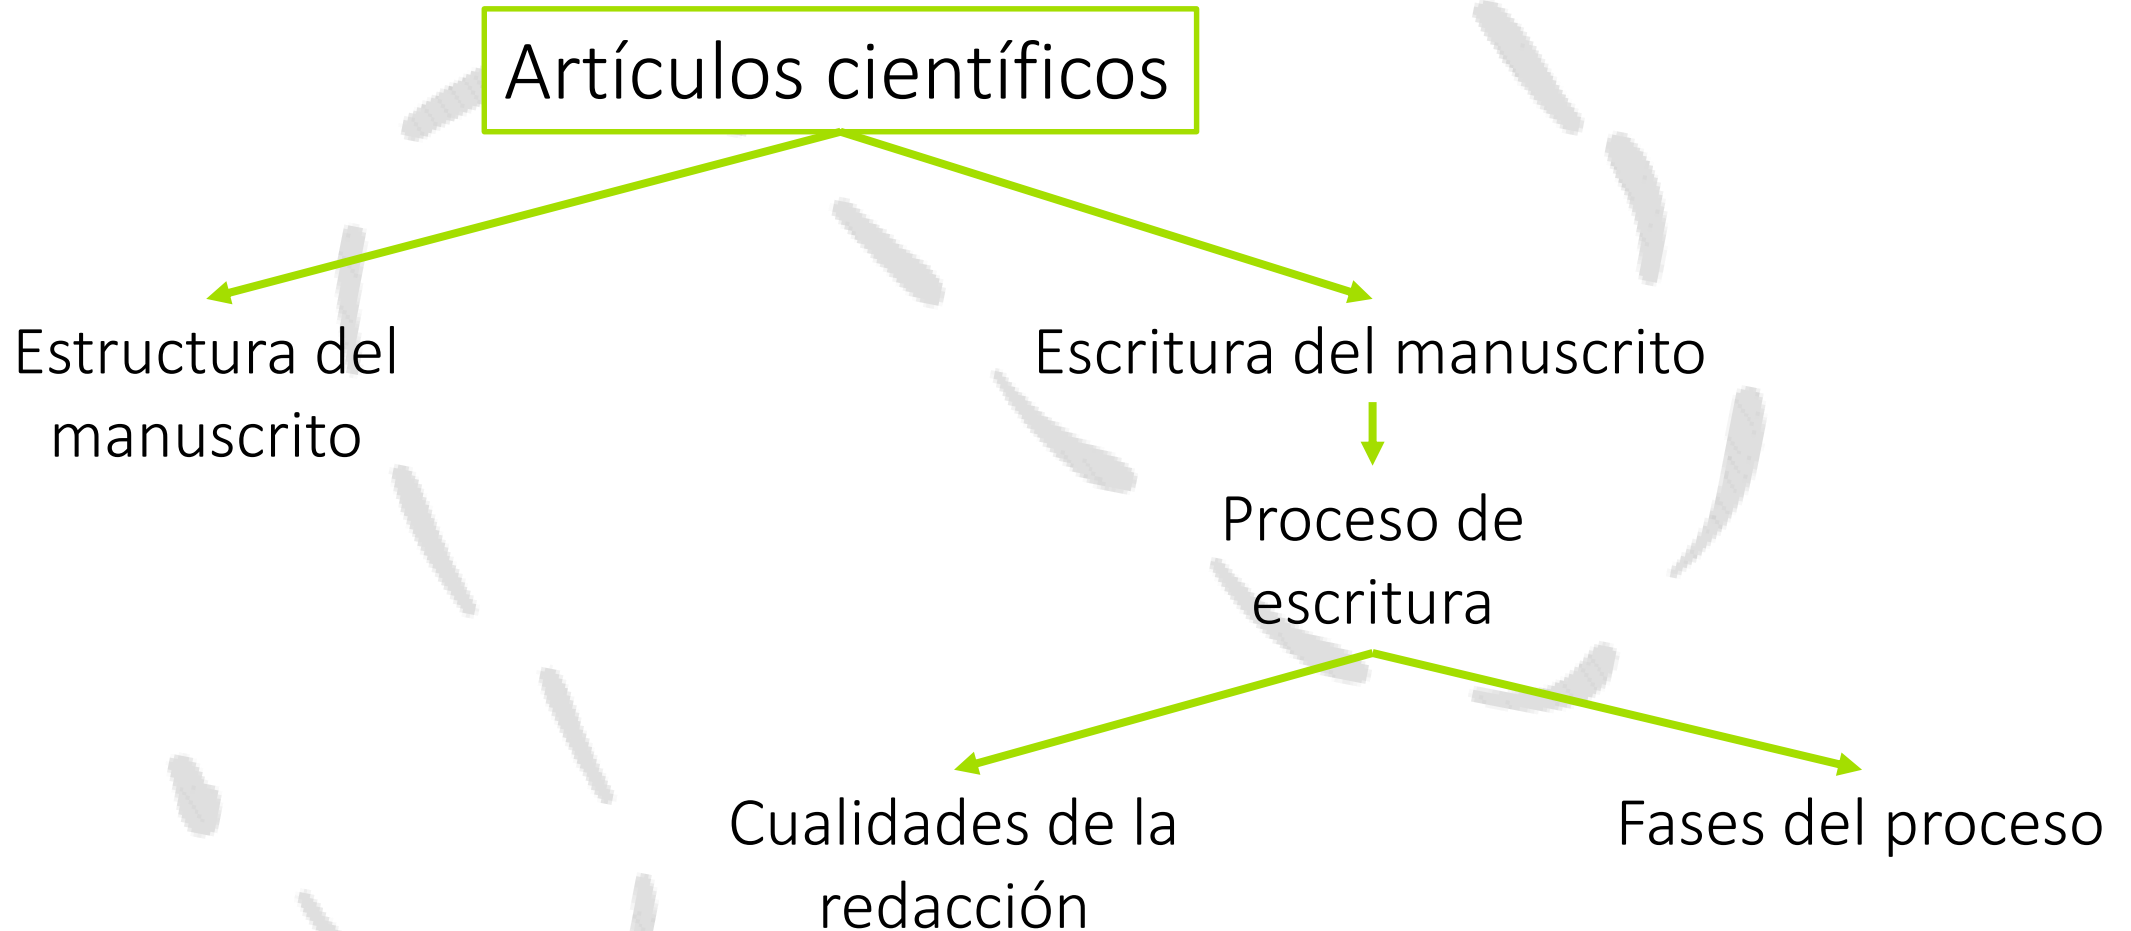 Artículos científicos
Estructura del
manuscrito
Escritura del manuscrito
Proceso de
escritura
Cualidades de la
redacción
Fases del proceso